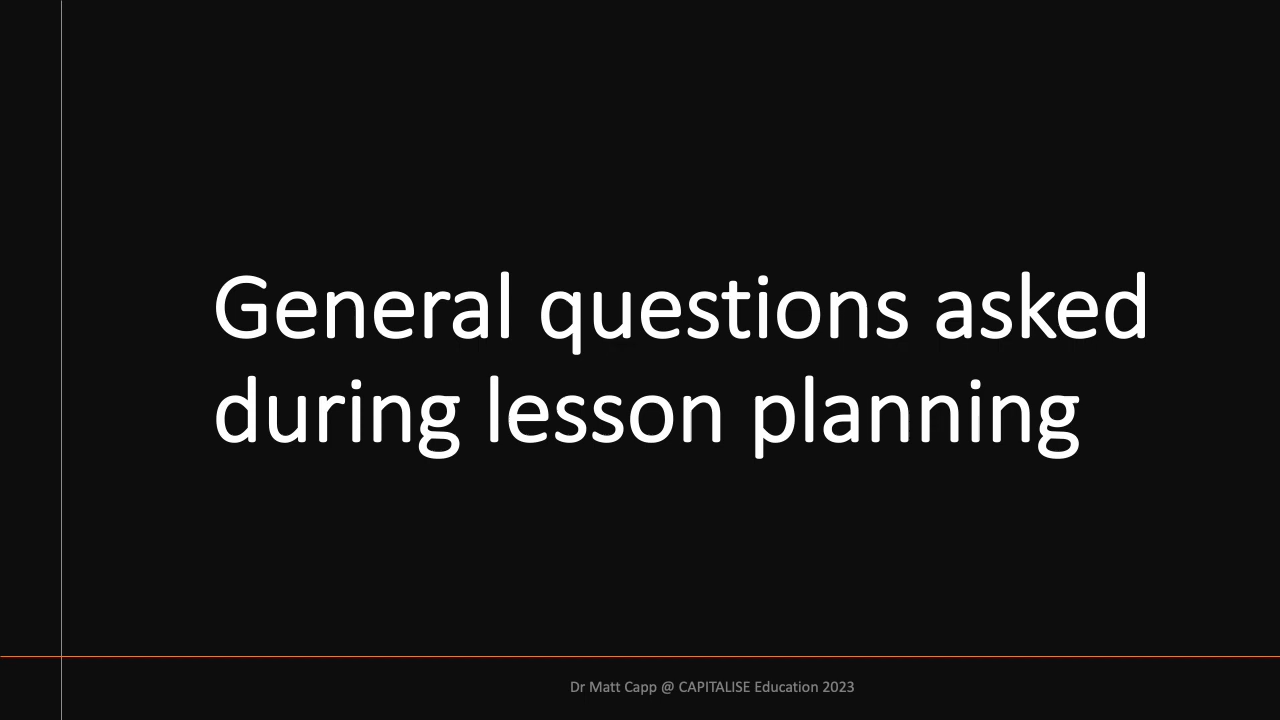 General questions asked
during lesson planning
Dr Matt Capp @ CAPITALISE Education 2023